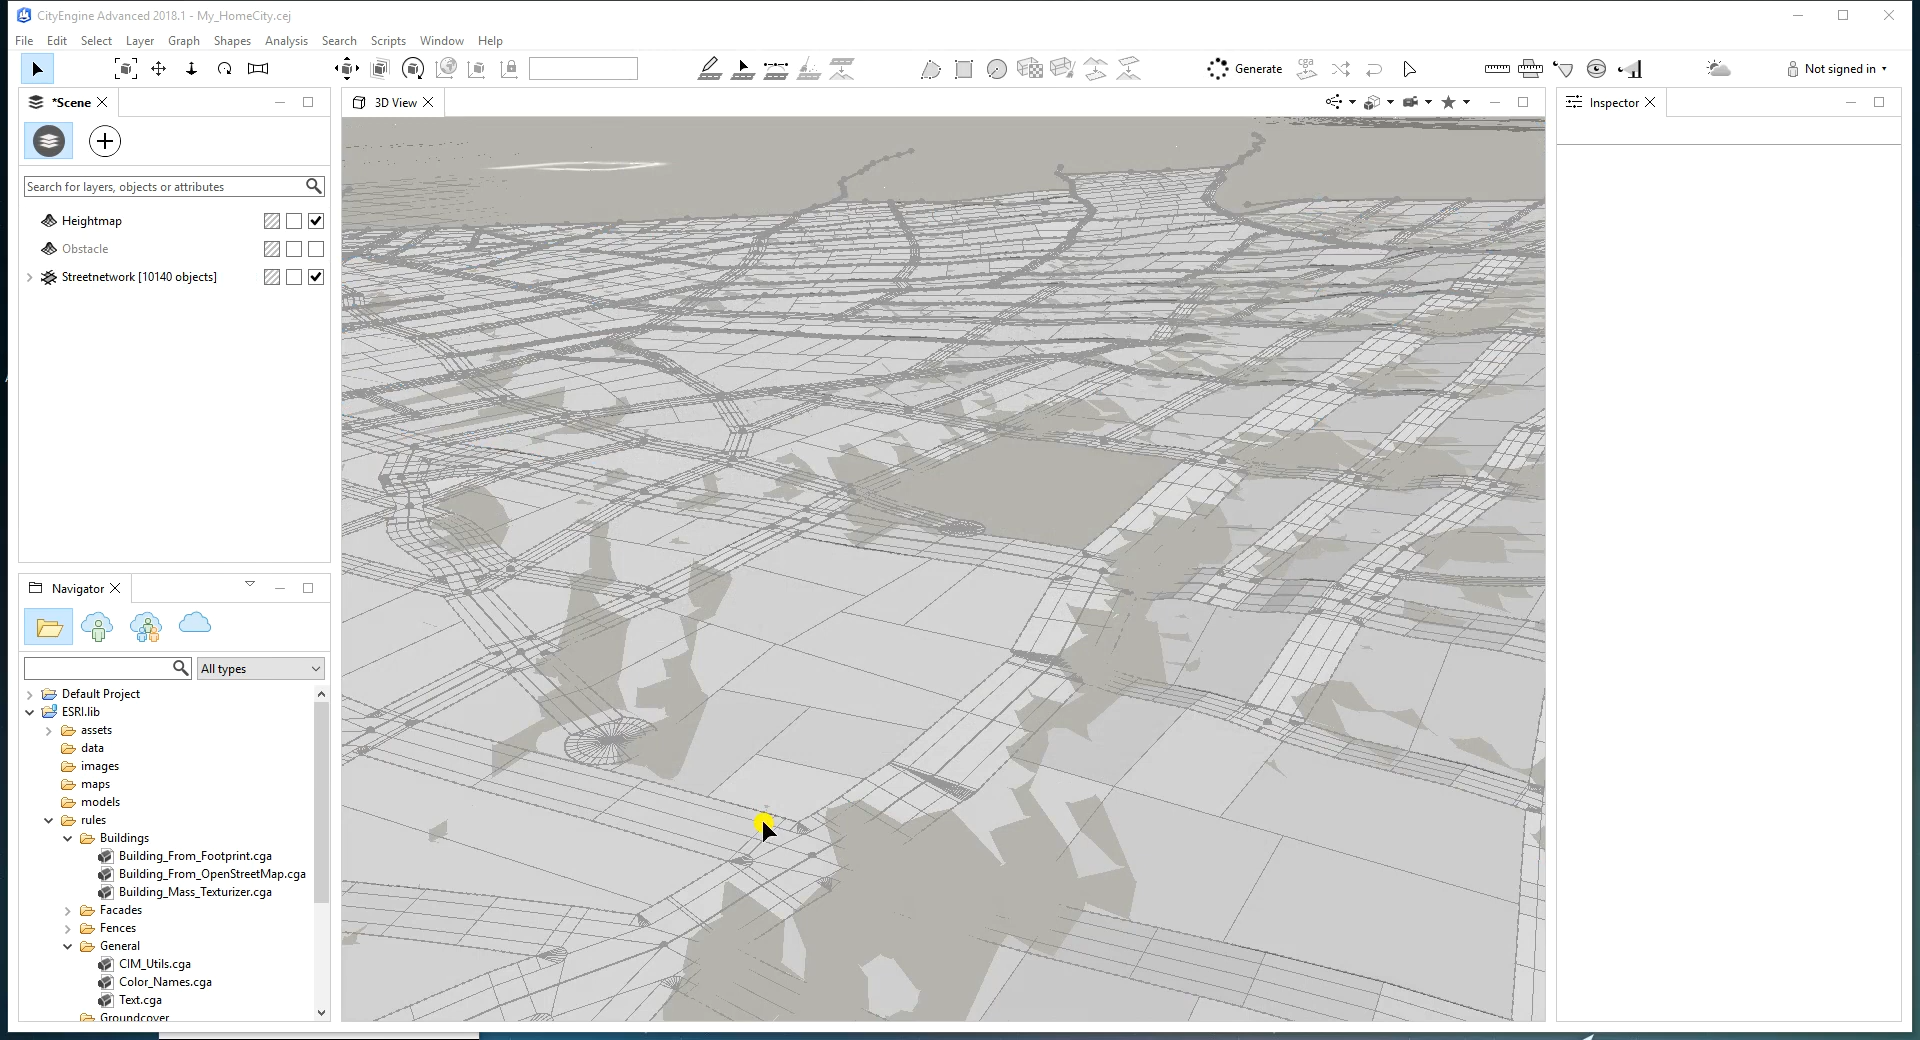 CityEngine Advanced 2018.1 - My_HomeCity.cej
File Edit Select Layer Graph Shapes Analysis Search Scripts Window Help
Generate
cga
Not signed in
*Scene
3D View
Inspector
Search for layers, objects or attributes
Heightmap
Obstacle
Streetnetwork [10140 objects]
Navigator
All types
Default Project
ESRI.lib
assets
data
images
maps
models
rules
Buildings
Building_From_Footprint.cga
Building_From_OpenStreetMap.cga
Building_Mass_Texturizer.cga
Facades
Fences
General
CIM_Utils.cga
Color_Names.cga
Text.cga
Groundcover